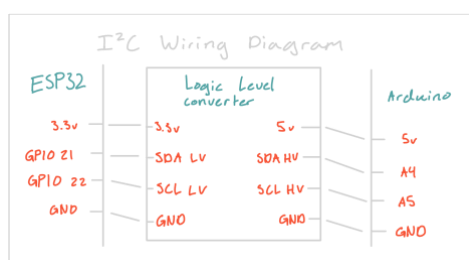 I²C Wiring Diagram
ESP32
3.3v
GPIO 21
GPIO 22
GND
Logic Level
converter
3.3v
SDA LV
SCL LV
GND
5v
SDA HV
SCL HV
GND
Arduino
5v
A4
A5
GND